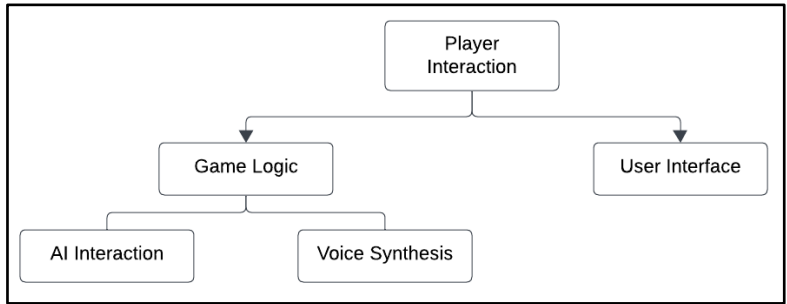 Player
Interaction
Game Logic
User Interface
AI Interaction
Voice Synthesis